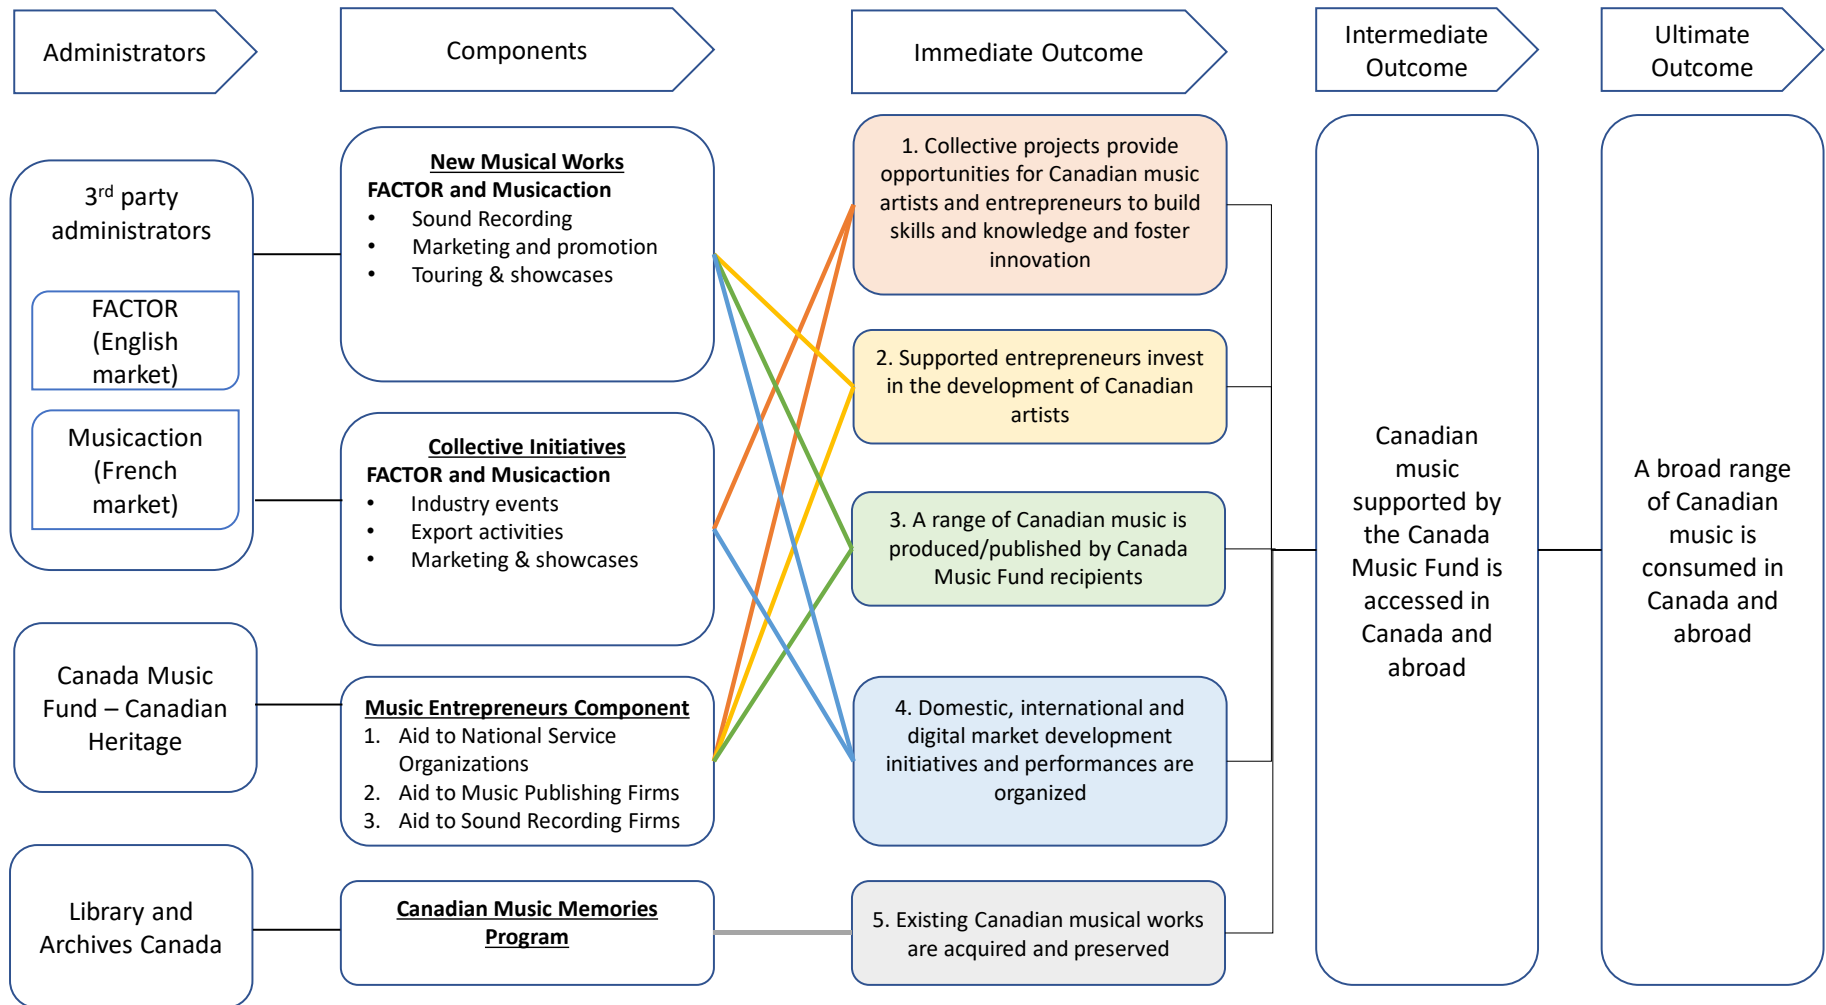 Administrators
Components
Immediate Outcome
Intermediate
Outcome
Ultimate
Outcome
3rd party
administrators
FACTOR
(English
market)
Musicaction
(French
market)
Canada Music
Fund – Canadian
Heritage
Library and
Archives Canada
New Musical Works
FACTOR and Musicaction
• Sound Recording
• Marketing and promotion
• Touring & showcases
Collective Initiatives
FACTOR and Musicaction
• Industry events
• Export activities
• Marketing & showcases
Music Entrepreneurs Component
1. Aid to National Service
Organizations
2. Aid to Music Publishing Firms
3. Aid to Sound Recording Firms
Canadian Music Memories
Program
1. Collective projects provide
opportunities for Canadian music
artists and entrepreneurs to build
skills and knowledge and foster
innovation
2. Supported entrepreneurs invest
in the development of Canadian
artists
3. A range of Canadian music is
produced/published by Canada
Music Fund recipients
4. Domestic, international and
digital market development
initiatives and performances are
organized
5. Existing Canadian musical works
are acquired and preserved
Canadian
music
supported by
the Canada
Music Fund is
accessed in
Canada and
abroad
A broad range
of Canadian
music is
consumed in
Canada and
abroad